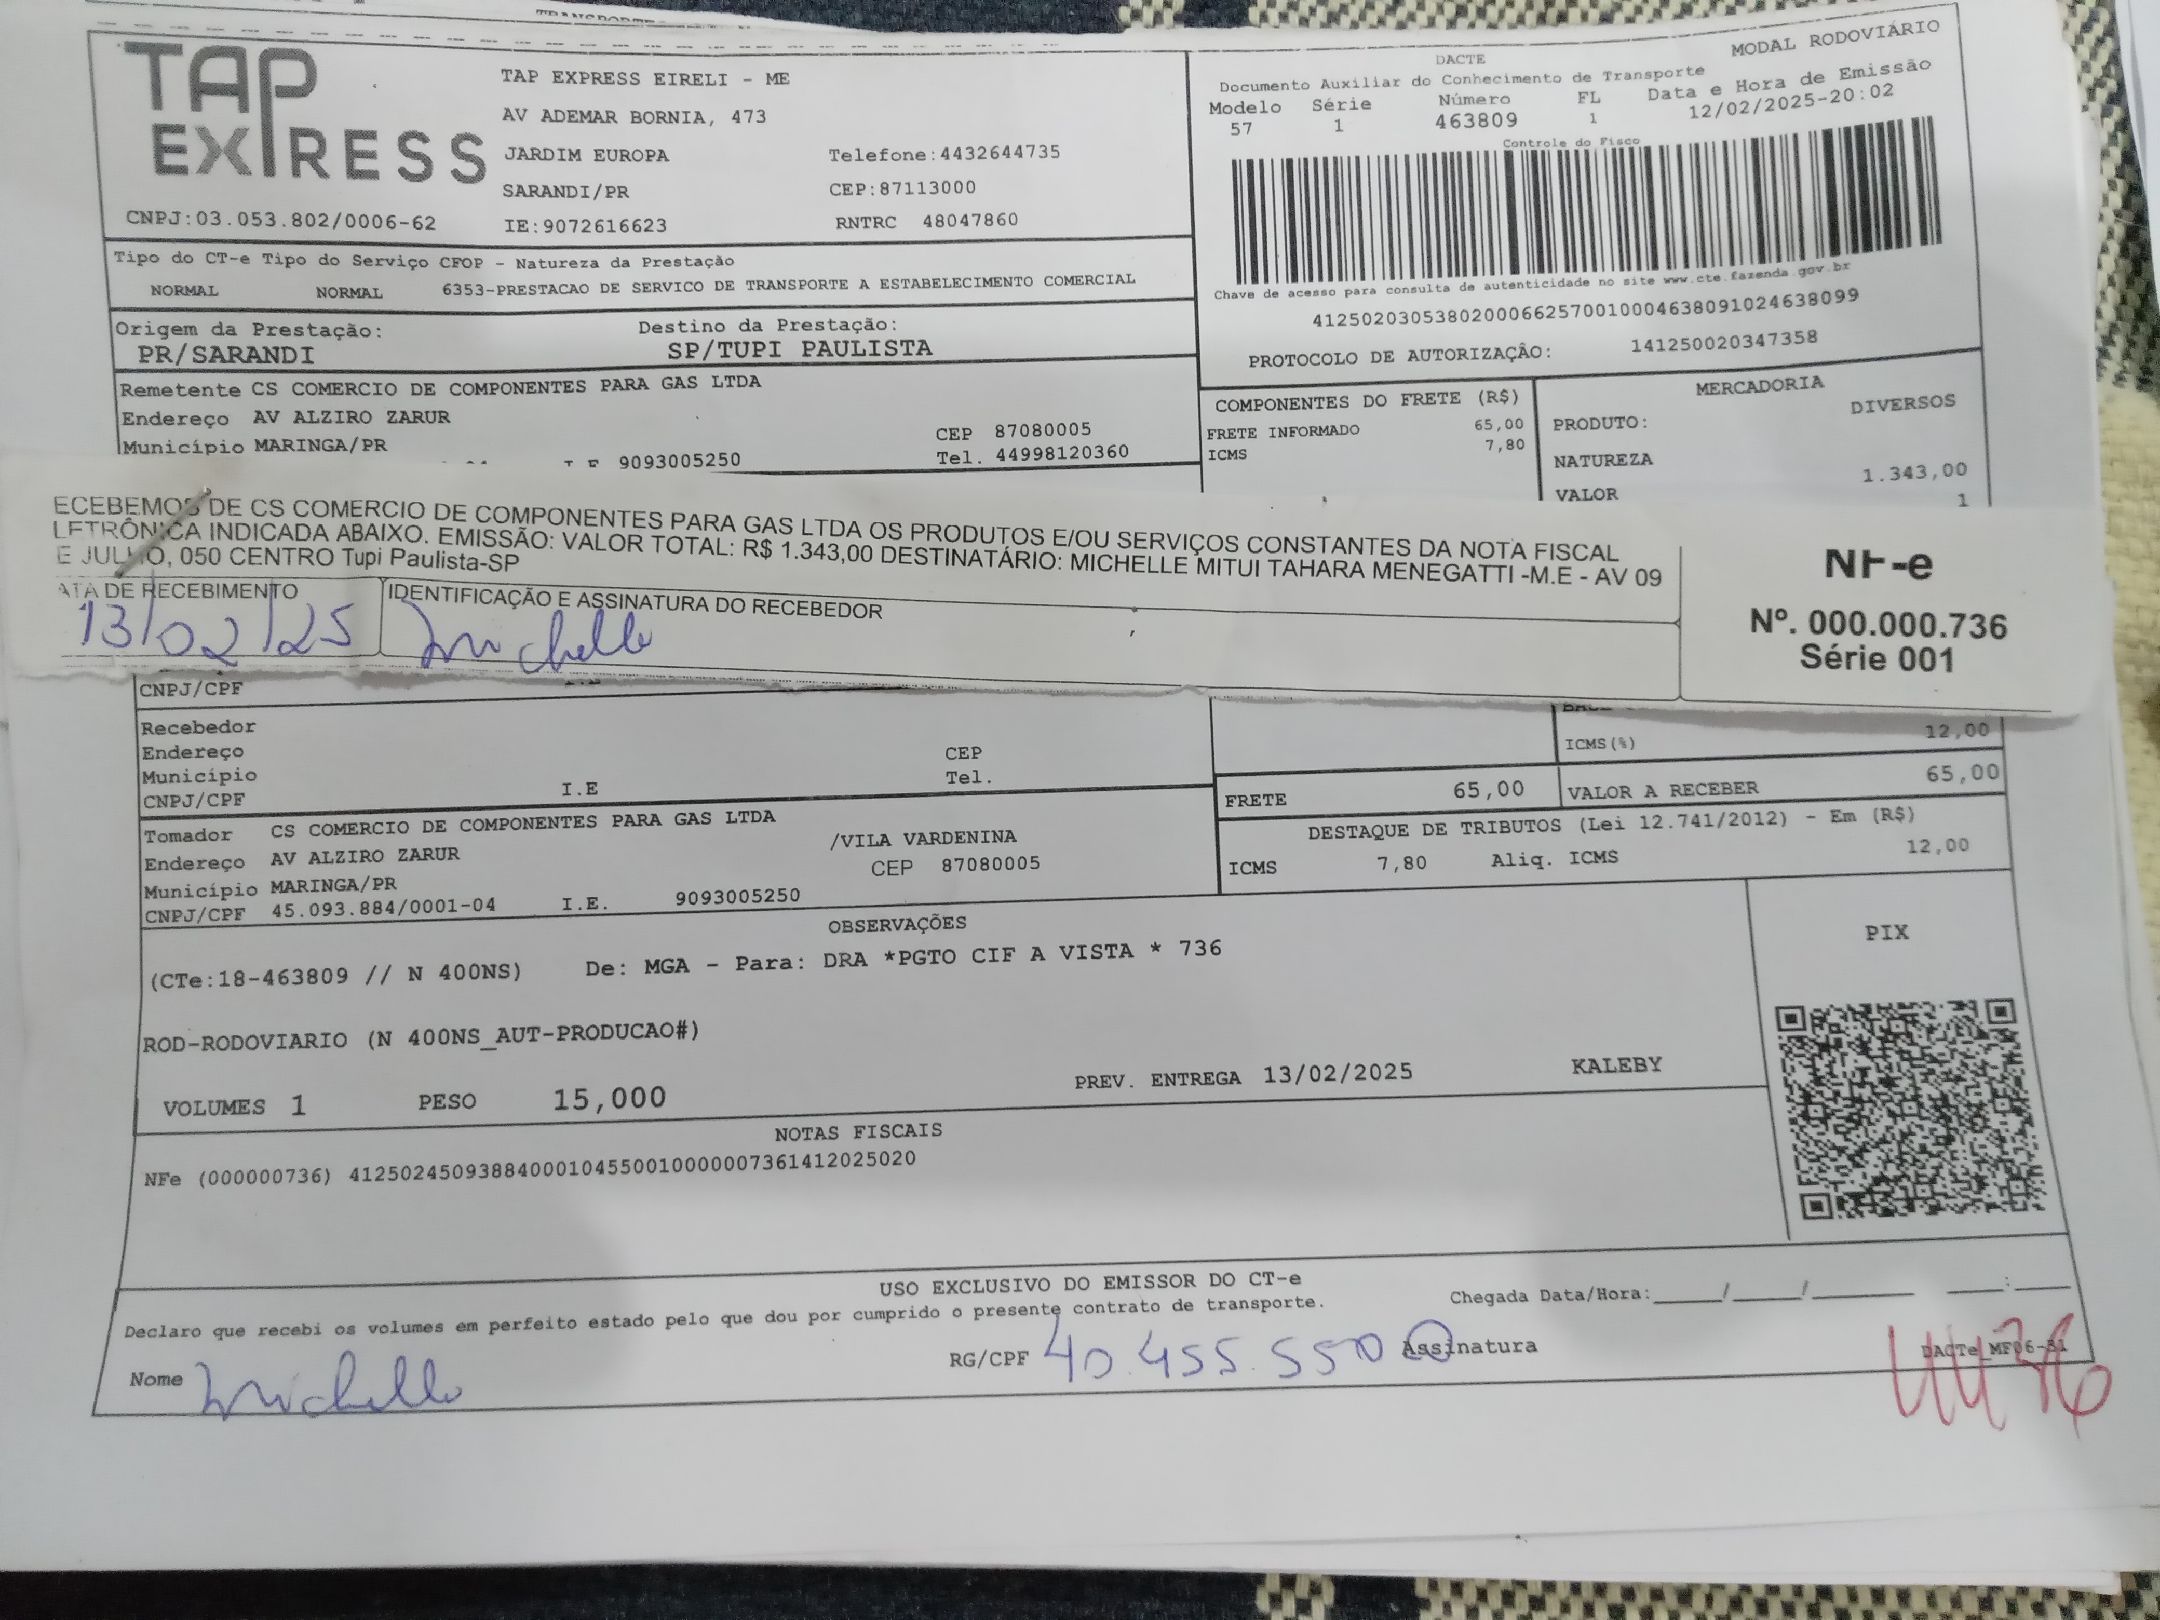 TAP EXPRESS
TAP EXPRESS EIRELI - ME
AV ADEMAR BORNIA, 473
JARDIM EUROPA Telefone:4432644735
SARANDI/PR CEP:87113000
CNPJ:03.053.802/0006-62 IE:9072616623 RNTRC 48047860
DACTE MODAL RODOVIÁRIO
Documento Auxiliar do Conhecimento de Transporte
Modelo Série Número FL Data e Hora de Emissão
57 1 463809 1 12/02/2025-20:02
Controle do Fisco
Chave de acesso para consulta de autenticidade no site www.cte.fazenda.gov.br
41250203053802000662570010004638091024638099
PROTOCOLO DE AUTORIZAÇÃO: 141250020347358
Tipo do CT-e Tipo do Serviço CFOP - Natureza da Prestação
NORMAL NORMAL 6353-PRESTACAO DE SERVICO DE TRANSPORTE A ESTABELECIMENTO COMERCIAL
Origem da Prestação: Destino da Prestação:
PR/SARANDI SP/TUPI PAULISTA
Remetente CS COMERCIO DE COMPONENTES PARA GAS LTDA
Endereço AV ALZIRO ZARUR
Município MARINGA/PR CEP 87080005
9093005250 Tel. 44998120360
COMPONENTES DO FRETE (R$)
FRETE INFORMADO 65,00
ICMS 7,80
MERCADORIA
PRODUTO: DIVERSOS
NATUREZA
VALOR 1.343,00
1
ECEBEMOS DE CS COMERCIO DE COMPONENTES PARA GAS LTDA OS PRODUTOS E/OU SERVIÇOS CONSTANTES DA NOTA FISCAL
LETRÔNICA INDICADA ABAIXO. EMISSÃO: VALOR TOTAL: R$ 1.343,00 DESTINATÁRIO: MICHELLE MITUI TAHARA MENEGATTI -M.E - AV 09
E JULHO, 050 CENTRO Tupi Paulista-SP
ATA DE RECEBIMENTO IDENTIFICAÇÃO E ASSINATURA DO RECEBEDOR
13/02/25 Michelle
NF-e
Nº. 000.000.736
Série 001
CNPJ/CPF
Recebedor
Endereço CEP
Município Tel.
CNPJ/CPF I.E
ICMS(%) 12,00
FRETE 65,00 VALOR A RECEBER 65,00
Tomador CS COMERCIO DE COMPONENTES PARA GAS LTDA
Endereço AV ALZIRO ZARUR /VILA VARDENINA
Município MARINGA/PR CEP 87080005
CNPJ/CPF 45.093.884/0001-04 I.E. 9093005250
DESTAQUE DE TRIBUTOS (Lei 12.741/2012) - Em (R$)
ICMS 7,80 Aliq. ICMS 12,00
OBSERVAÇÕES
(CTe:18-463809 // N 400NS) De: MGA - Para: DRA *PGTO CIF A VISTA * 736
ROD-RODOVIARIO (N 400NS_AUT-PRODUCAO#)
VOLUMES 1 PESO 15,000 PREV. ENTREGA 13/02/2025 KALEBY
PIX
NOTAS FISCAIS
NFe (000000736) 41250245093884000104550010000007361412025020
USO EXCLUSIVO DO EMISSOR DO CT-e
Declaro que recebi os volumes em perfeito estado pelo que dou por cumprido o presente contrato de transporte. Chegada Data/Hora:_____/_____/________ ____:____
Nome Michelle RG/CPF 40.455.550 Assinatura